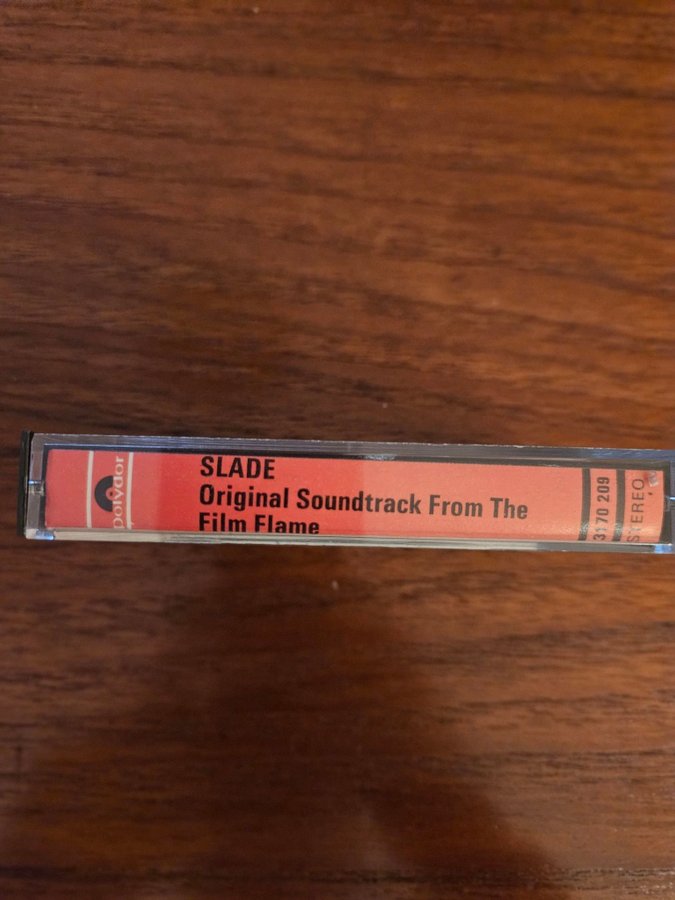 polydor
SLADE
Original Soundtrack From The
Film Flame
3170 209
STEREO